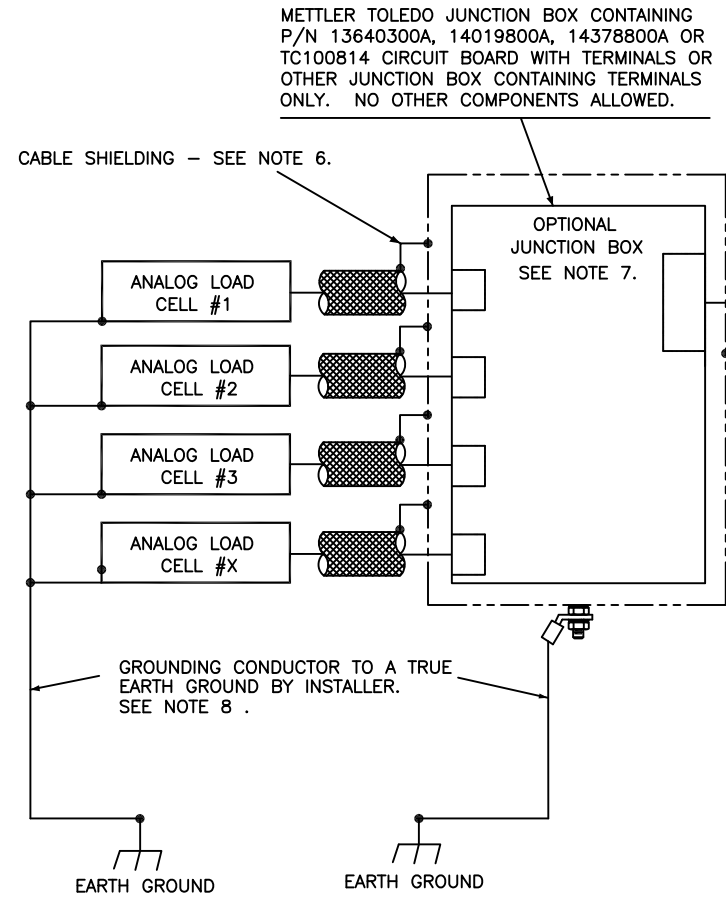 METTLER TOLEDO JUNCTION BOX CONTAINING
P/N 13640300A, 14019800A, 14378800A OR
TC100814 CIRCUIT BOARD WITH TERMINALS OR
OTHER JUNCTION BOX CONTAINING TERMINALS
ONLY. NO OTHER COMPONENTS ALLOWED.
CABLE SHIELDING – SEE NOTE 6.
OPTIONAL
JUNCTION BOX
SEE NOTE 7.
ANALOG LOAD
CELL #1
ANALOG LOAD
CELL #2
ANALOG LOAD
CELL #3
ANALOG LOAD
CELL #X
GROUNDING CONDUCTOR TO A TRUE
EARTH GROUND BY INSTALLER.
SEE NOTE 8 .
EARTH GROUND
EARTH GROUND